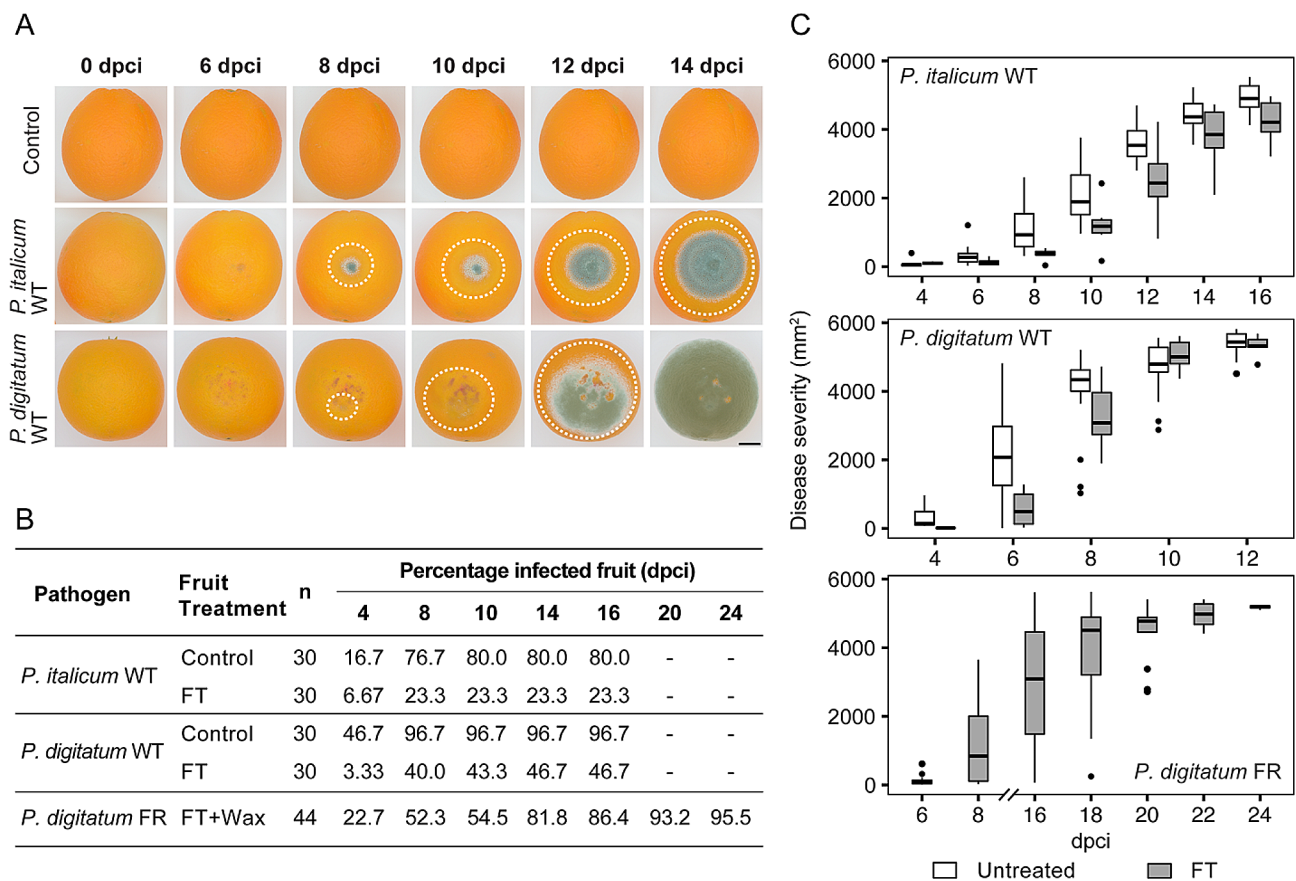 A
0 dpci 6 dpci 8 dpci 10 dpci 12 dpci 14 dpci
Control
P. italicum
WT
P. digitatum
WT
B
Pathogen Fruit Treatment n Percentage infected fruit (dpci)
4 8 10 14 16 20 24
P. italicum WT Control 30 16.7 76.7 80.0 80.0 80.0 - -
FT 30 6.67 23.3 23.3 23.3 23.3 - -
P. digitatum WT Control 30 46.7 96.7 96.7 96.7 96.7 - -
FT 30 3.33 40.0 43.3 46.7 46.7 - -
P. digitatum FR FT+Wax 44 22.7 52.3 54.5 81.8 86.4 93.2 95.5
C
Disease severity (mm²)
P. italicum WT
6000
4000
2000
0
4 6 8 10 12 14 16
P. digitatum WT
6000
4000
2000
0
4 6 8 10 12
6000
4000
2000
0
P. digitatum FR
6 8 16 18 20 22 24
dpci
Untreated FT